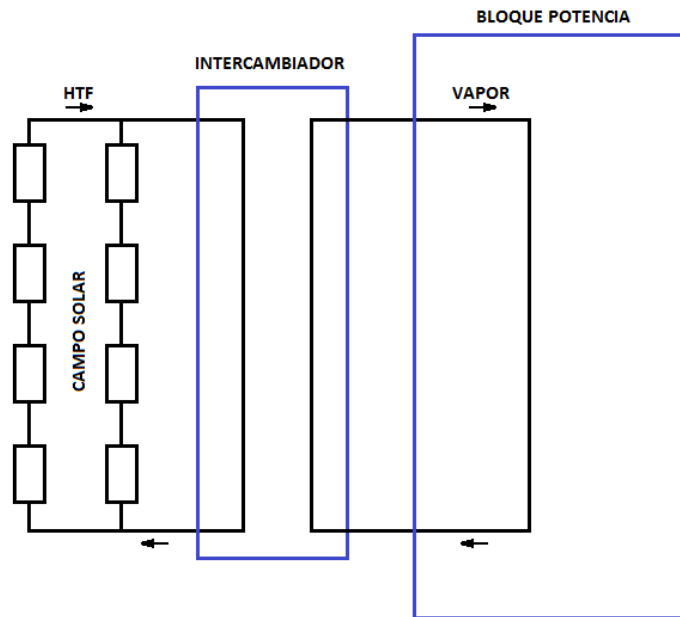 BLOQUE POTENCIA
INTERCAMBIADOR
HTF
VAPOR
CAMPO SOLAR